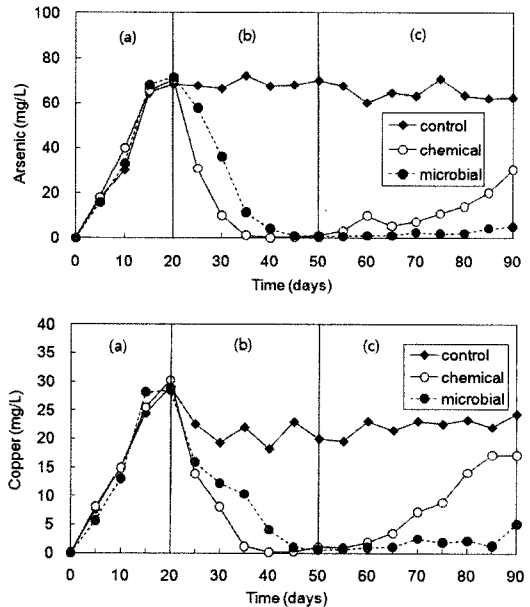 100
80
60
40
20
0
Arsenic (mg/L)
(a)
(b)
(c)
control
chemical
microbial
0 10 20 30 40 50 60 70 80 90
Time (days)
40
35
30
25
20
15
10
5
0
Copper (mg/L)
(a)
(b)
(c)
control
chemical
microbial
0 10 20 30 40 50 60 70 80 90
Time (days)